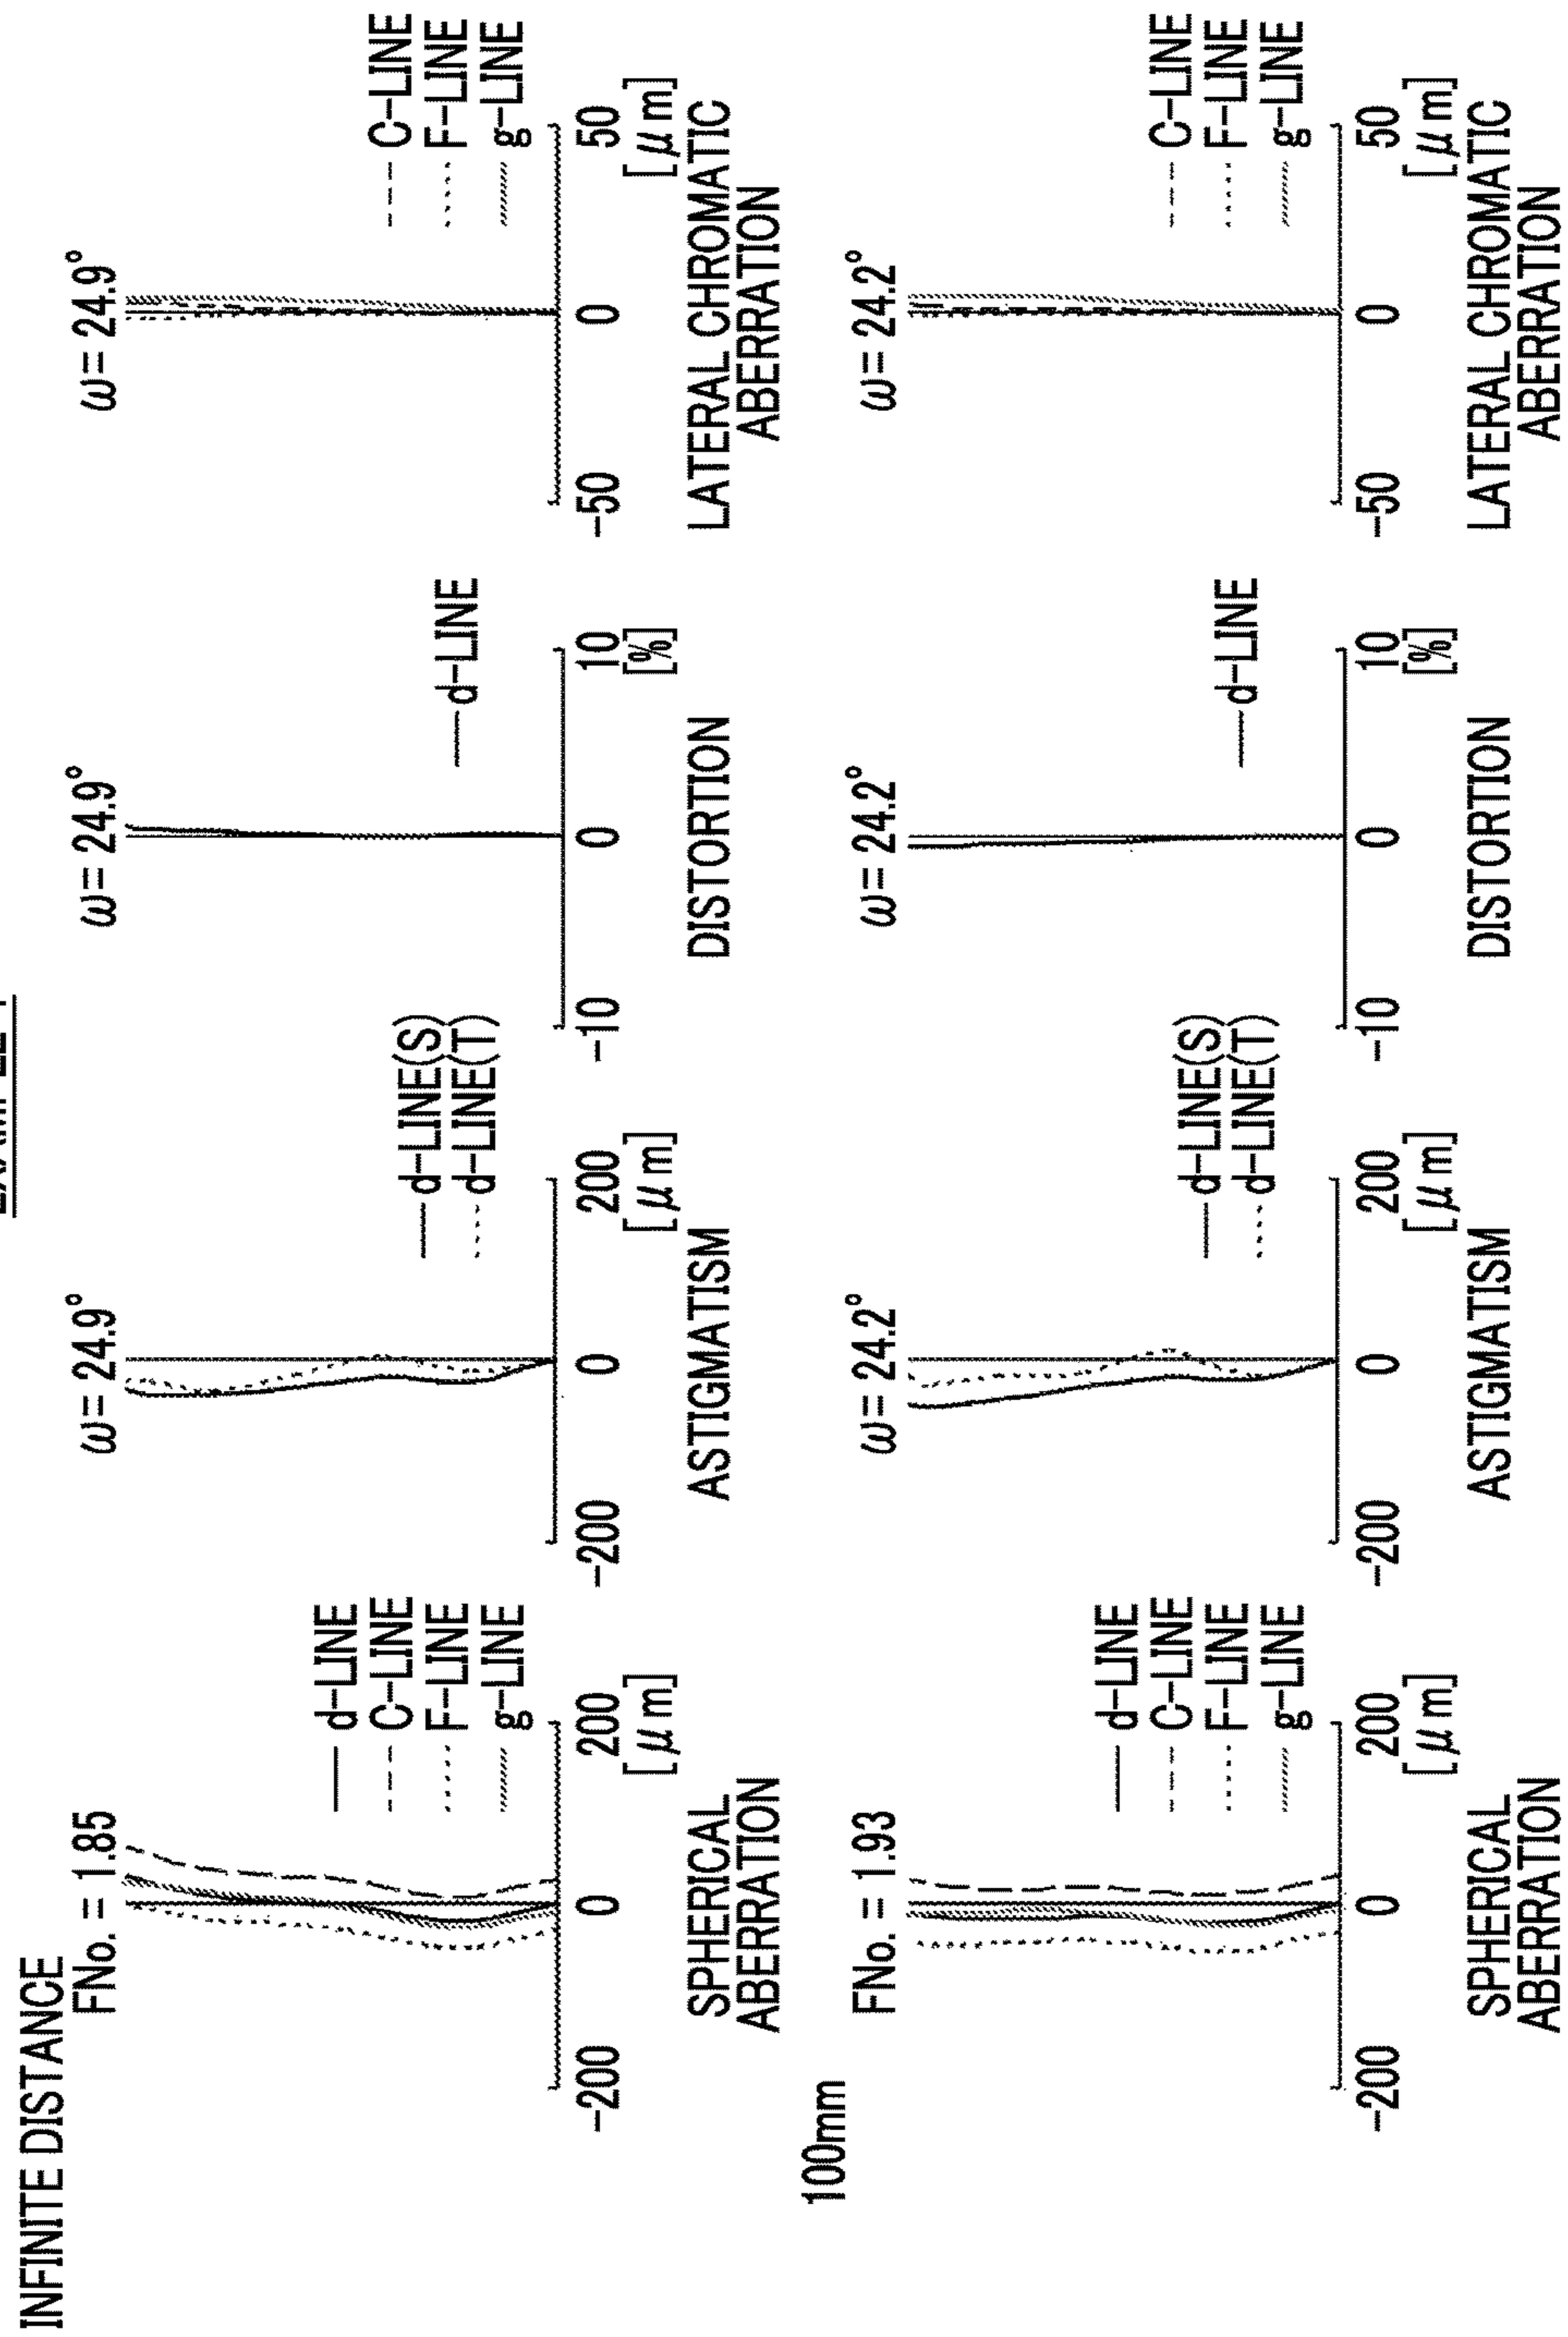 INFINITE DISTANCE
FNo. = 1.85
d-LINE
C-LINE
F-LINE
g-LINE
-200
0
200
[μm]
SPHERICAL
ABERRATION
ω= 24.9°
d-LINE(S)
d-LINE(T)
-200
0
200
[μm]
ASTIGMATISM
ω= 24.9°
d-LINE
-10
0
10
[%]
DISTORTION
ω= 24.9°
C-LINE
F-LINE
g-LINE
-50
0
50
[μm]
LATERAL CHROMATIC
ABERRATION
100mm
FNo. = 1.93
d-LINE
C-LINE
F-LINE
g-LINE
-200
0
200
[μm]
SPHERICAL
ABERRATION
ω= 24.2°
d-LINE(S)
d-LINE(T)
-200
0
200
[μm]
ASTIGMATISM
ω= 24.2°
d-LINE
-10
0
10
[%]
DISTORTION
ω= 24.2°
C-LINE
F-LINE
g-LINE
-50
0
50
[μm]
LATERAL CHROMATIC
ABERRATION